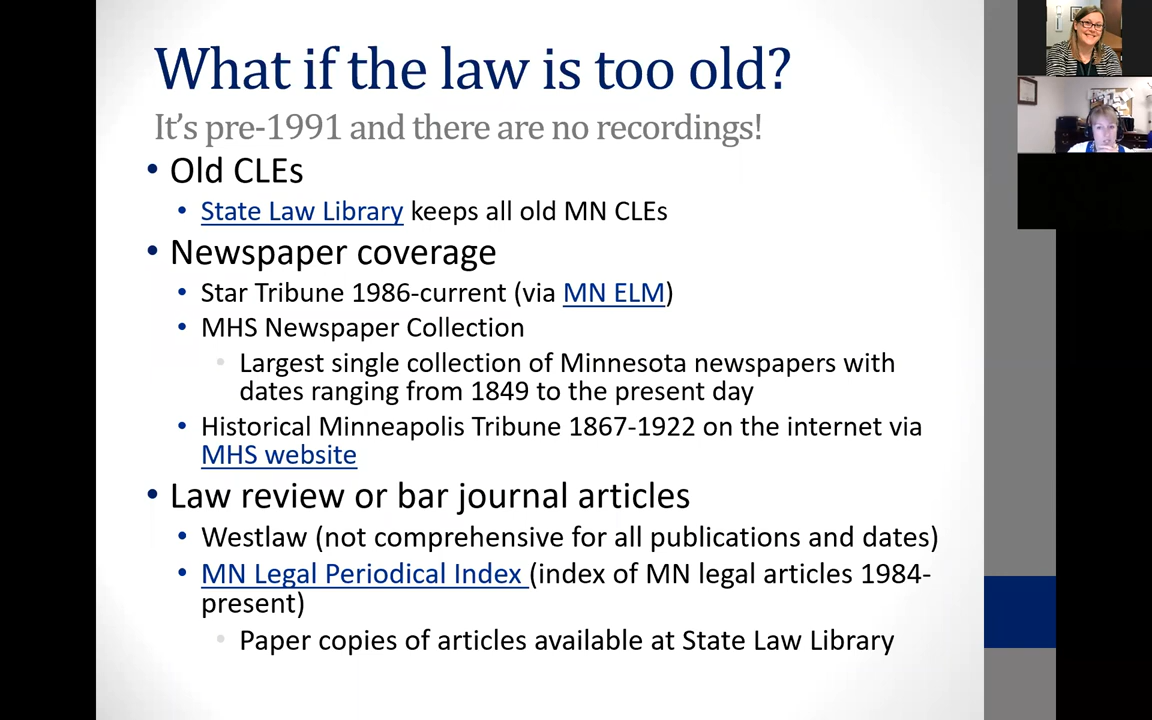 What if the law is too old?
It's pre-1991 and there are no recordings!
• Old CLEs
• State Law Library keeps all old MN CLEs
• Newspaper coverage
• Star Tribune 1986-current (via MN ELM)
• MHS Newspaper Collection
• Largest single collection of Minnesota newspapers with
dates ranging from 1849 to the present day
• Historical Minneapolis Tribune 1867-1922 on the internet via
MHS website
• Law review or bar journal articles
• Westlaw (not comprehensive for all publications and dates)
• MN Legal Periodical Index (index of MN legal articles 1984-
present)
• Paper copies of articles available at State Law Library